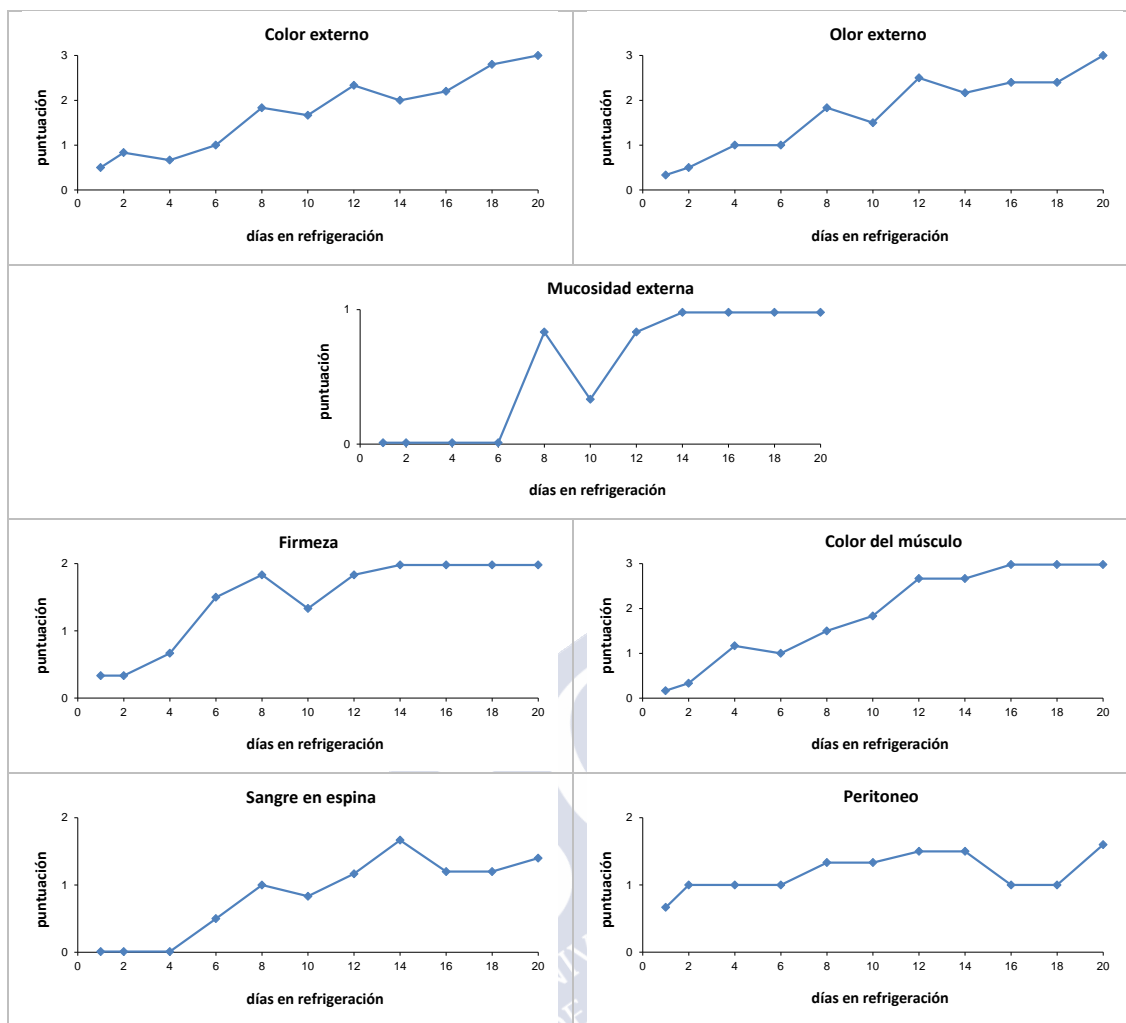 Color externo
puntuación
3
2
1
0
0 2 4 6 8 10 12 14 16 18 20
días en refrigeración
Olor externo
puntuación
3
2
1
0
0 2 4 6 8 10 12 14 16 18 20
días en refrigeración
Mucosidad externa
puntuación
1
0
0 2 4 6 8 10 12 14 16 18 20
días en refrigeración
Firmeza
puntuación
2
1
0
0 2 4 6 8 10 12 14 16 18 20
días en refrigeración
Color del músculo
puntuación
3
2
1
0
0 2 4 6 8 10 12 14 16 18 20
días en refrigeración
Sangre en espina
puntuación
2
1
0
0 2 4 6 8 10 12 14 16 18 20
días en refrigeración
Peritoneo
puntuación
2
1
0
0 2 4 6 8 10 12 14 16 18 20
días en refrigeración